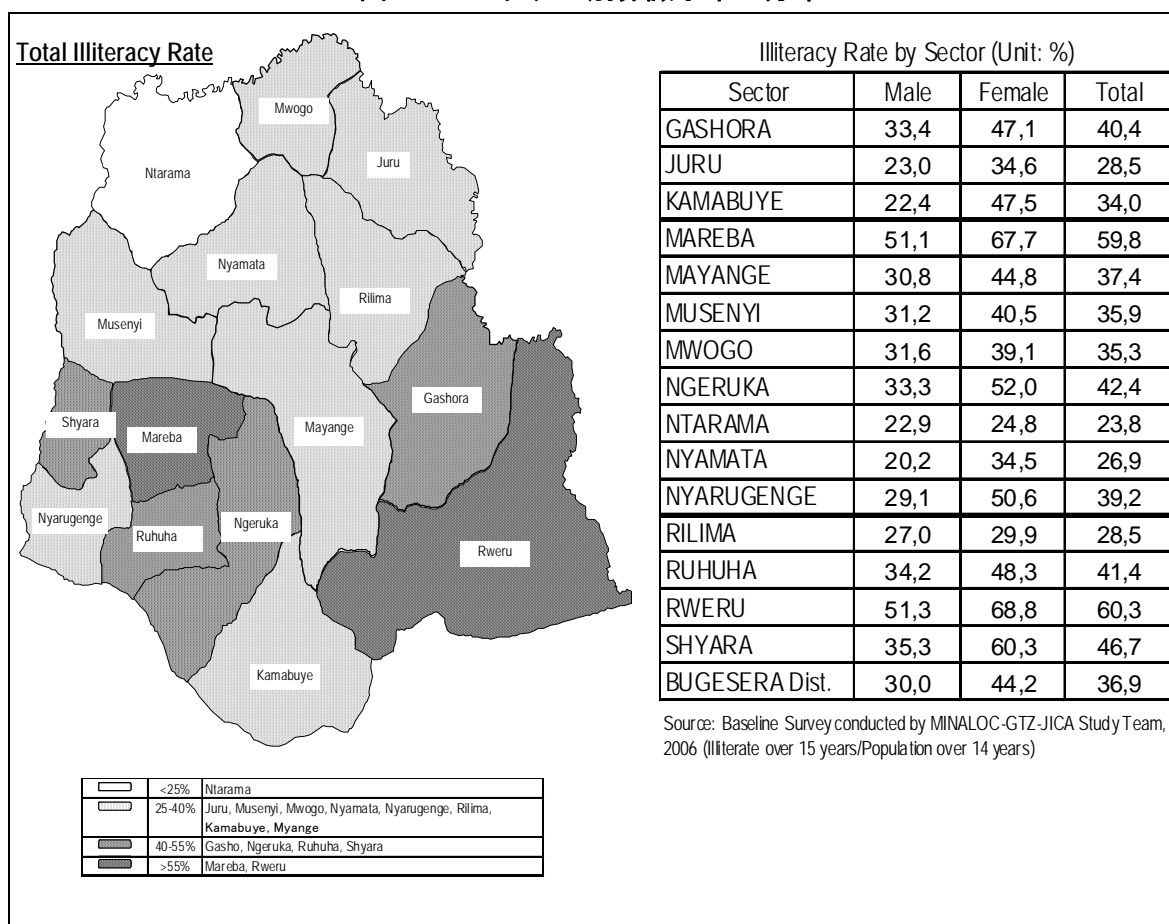 Total Illiteracy Rate
Mwogo
Juru
Ntarama
Nyamata
Rilima
Musenyi
Gashora
Shyara
Mareba
Mayange
Nyarugenge
Ruhuha
Ngeruka
Rweru
Kamabuye
<25% Ntarama
25-40% Juru, Musenyi, Mwogo, Nyamata, Nyarugenge, Rilima,
Kamabuye, Myange
40-55% Gasho, Ngeruka, Ruhuha, Shyara
>55% Mareba, Rweru
Illiteracy Rate by Sector (Unit: %)
Sector Male Female Total
GASHORA 33,4 47,1 40,4
JURU 23,0 34,6 28,5
KAMABUYE 22,4 47,5 34,0
MAREBA 51,1 67,7 59,8
MAYANGE 30,8 44,8 37,4
MUSENYI 31,2 40,5 35,9
MWOGO 31,6 39,1 35,3
NGERUKA 33,3 52,0 42,4
NTARAMA 22,9 24,8 23,8
NYAMATA 20,2 34,5 26,9
NYARUGENGE 29,1 50,6 39,2
RILIMA 27,0 29,9 28,5
RUHUHA 34,2 48,3 41,4
RWERU 51,3 68,8 60,3
SHYARA 35,3 60,3 46,7
BUGESERA Dist. 30,0 44,2 36,9
Source: Baseline Survey conducted by MINALOC-GTZ-JICA Study Team,
2006 (Illiterate over 15 years/Population over 14 years)